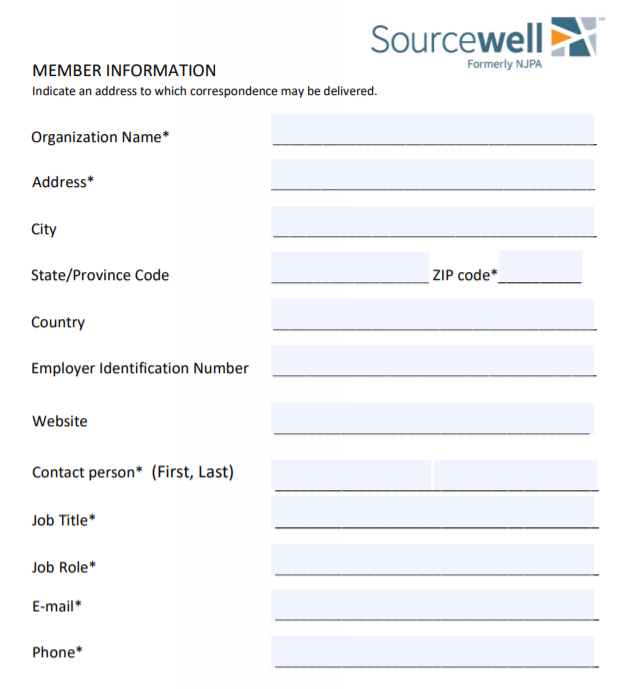 Sourcewell
Formerly NJPA
MEMBER INFORMATION
Indicate an address to which correspondence may be delivered.
Organization Name*
Address*
City
State/Province Code ZIP code*
Country
Employer Identification Number
Website
Contact person* (First, Last)
Job Title*
Job Role*
E-mail*
Phone*